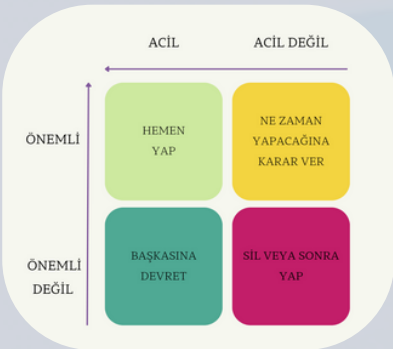 ACİL
ACİL DEĞİL
ÖNEMLİ
HEMEN
YAP
NE ZAMAN
YAPACAĞINA
KARAR VER
ÖNEMLİ
DEĞİL
BAŞKASINA
DEVRET
SİL VEYA SONRA
YAP